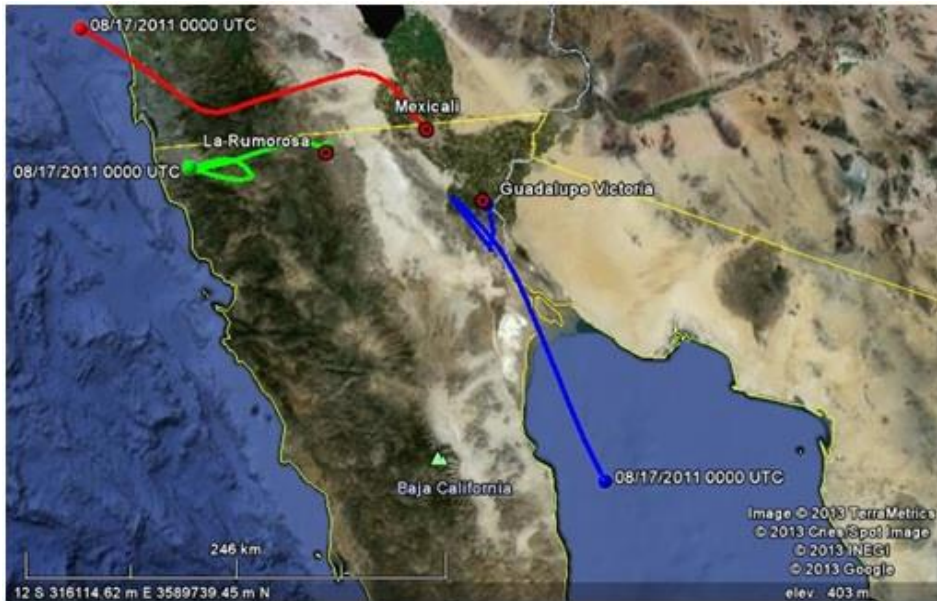 08/17/2011 0000 UTC
Mexicali
La Rumorosa
08/17/2011 0000 UTC
Guadalupe Victoria
08/17/2011 0000 UTC
Baja California
Image © 2013 TerraMetrics
© 2013 Cnes/Spot Image
© 2013 INEGI
© 2013 Google
246 km
12 S 316114.62 m E 3589739.45 m N
elev 403 m